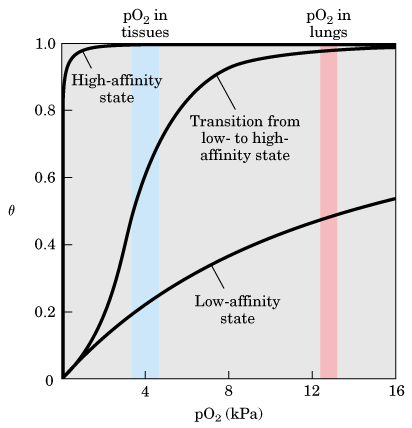 pO₂ in
tissues
pO₂ in
lungs
1.0
High-affinity
state
0.8
Transition from
low- to high-
affinity state
0.6
θ
0.4
Low-affinity
state
0.2
0
4
8
12
16
pO₂ (kPa)